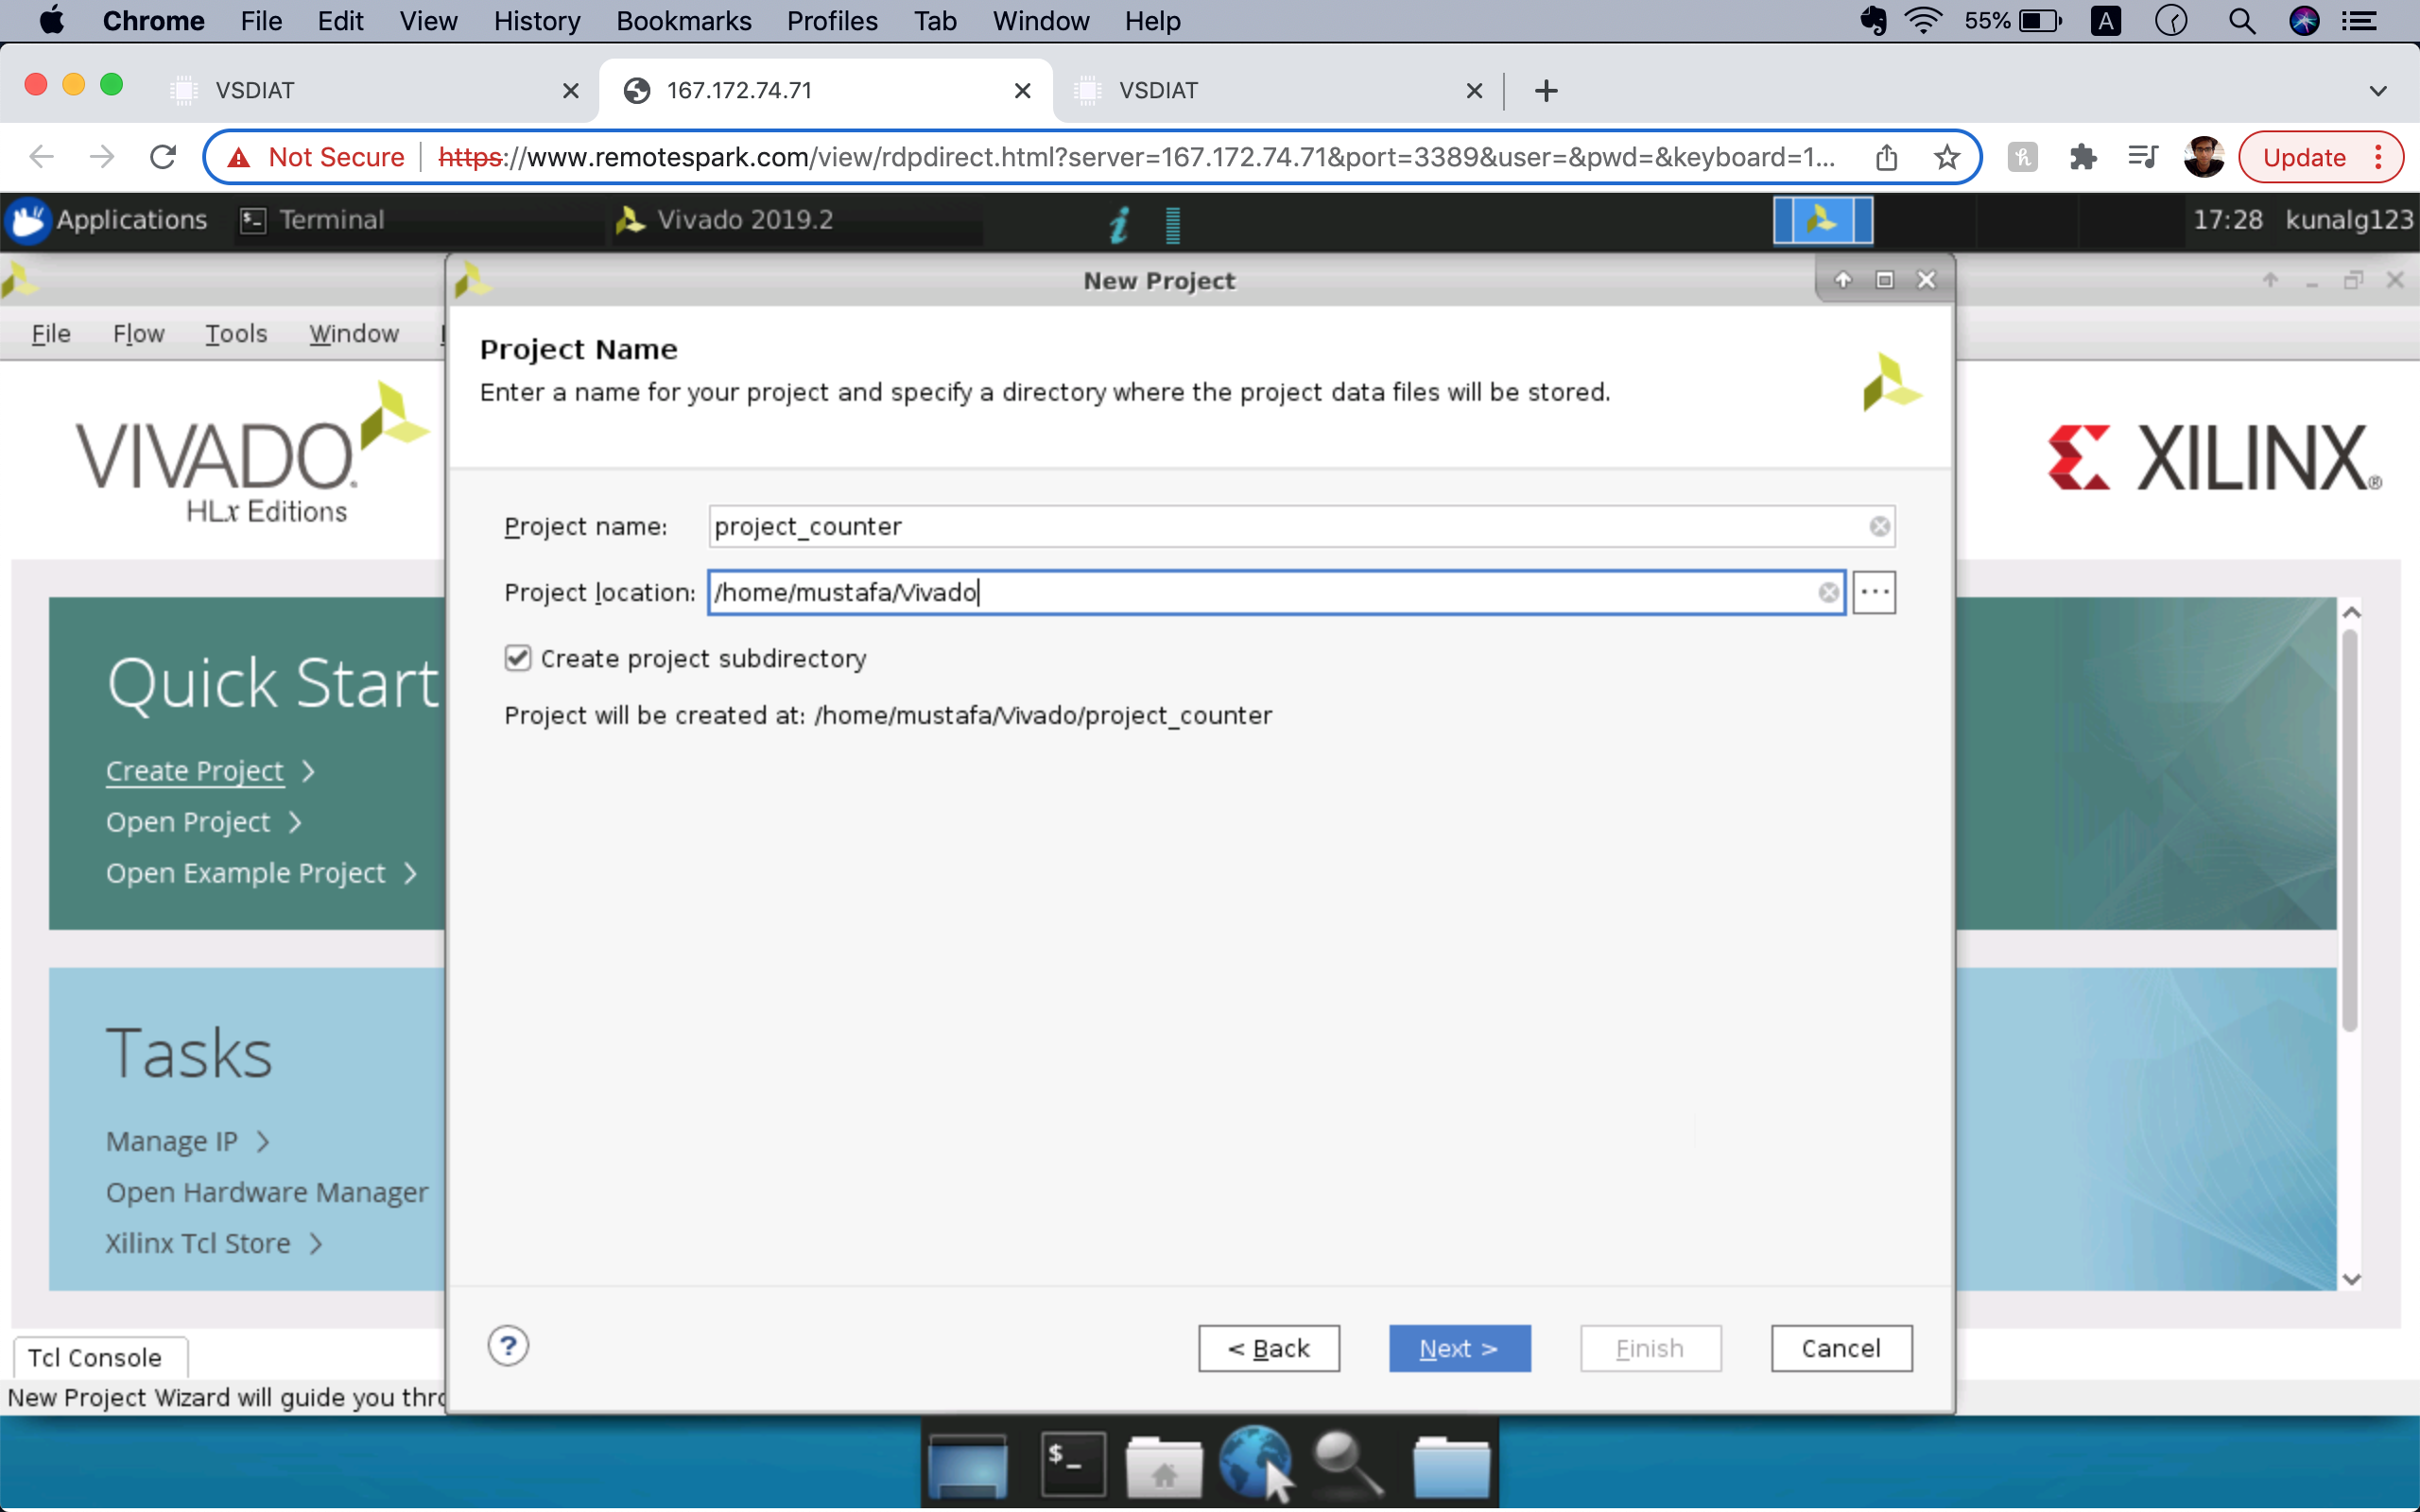 Chrome File Edit View History Bookmarks Profiles Tab Window Help 55% A
VSDIAT 167.172.74.71 VSDIAT
Not Secure https://www.remotespark.com/view/rdpdirect.html?server=167.172.74.71&port=3389&user=&pwd=&keyboard=1... Update
Applications Terminal Vivado 2019.2 17:28 kunalg123
New Project
File Flow Tools Window
Project Name
Enter a name for your project and specify a directory where the project data files will be stored.
VIVADO
HLx Editions
XILINX®
Project name: project_counter
Project location: /home/mustafa/Vivado
Create project subdirectory
Project will be created at: /home/mustafa/Vivado/project_counter
Quick Start
Create Project >
Open Project >
Open Example Project >
Tasks
Manage IP >
Open Hardware Manager
Xilinx Tcl Store >
? < Back Next > Finish Cancel
Tcl Console
New Project Wizard will guide you thro